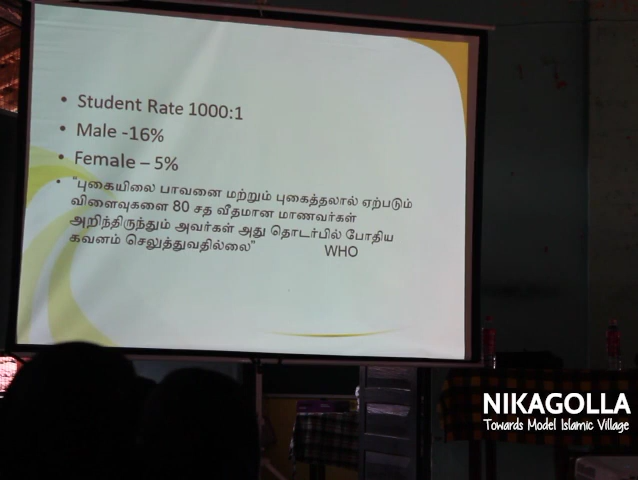 • Student Rate 1000:1
• Male -16%
• Female – 5%
• "புகையிலை பாவனை மற்றும் புகைத்தலால் ஏற்படும்
விளைவுகளை 80 சத வீதமான மாணவர்கள்
அறிந்திருந்தும் அவர்கள் அது தொடர்பில் போதிய
கவனம் செலுத்துவதில்லை" WHO
NIKAGOLLA
Towards Model Islamic Village